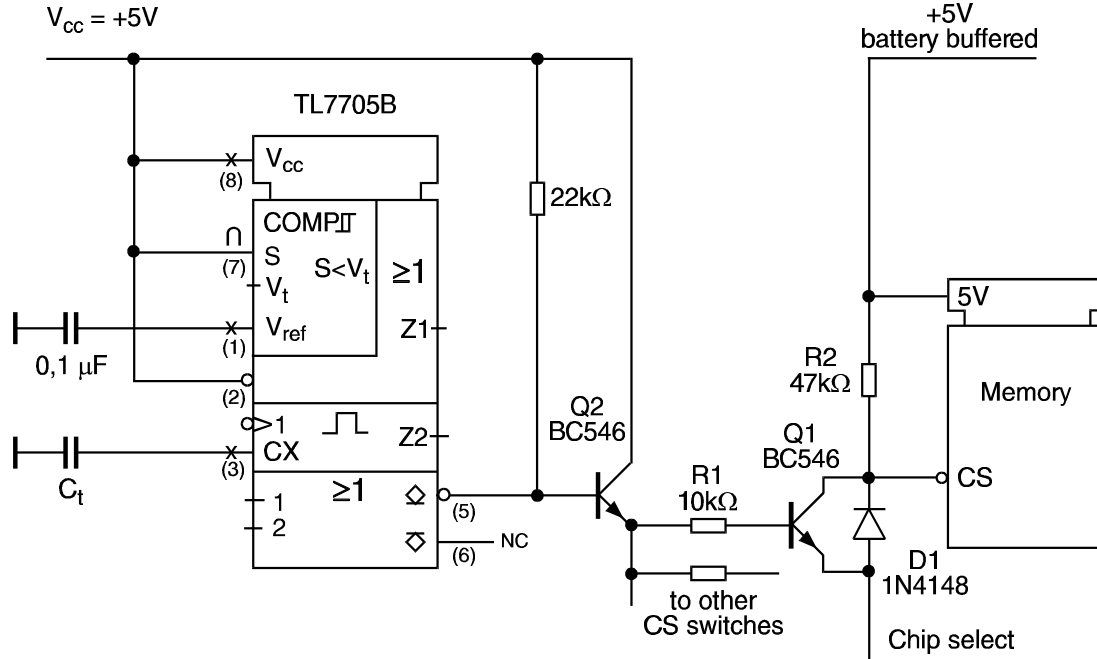 Vcc = +5V
+5V
battery buffered
TL7705B
Vcc
(8)
22kΩ
COMP
∩
S
S<Vt
≥1
(7)
Vt
5V
Vref
Z1
(1)
0,1 µF
R2
47kΩ
Memory
(2)
Q2
BC546
1
Z2
Q1
BC546
CX
(3)
Ct
R1
10kΩ
CS
≥1
1
(5)
2
(6)
NC
D1
1N4148
to other
CS switches
Chip select